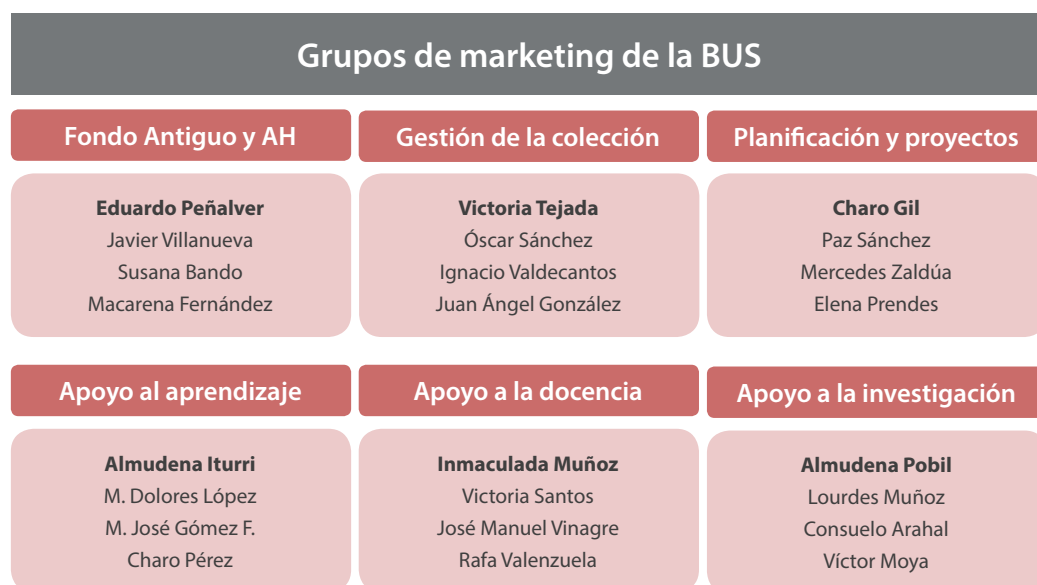 Grupos de marketing de la BUS
Fondo Antiguo y AH
Eduardo Peñalver
Javier Villanueva
Susana Bando
Macarena Fernández
Gestión de la colección
Victoria Tejada
Óscar Sánchez
Ignacio Valdecantos
Juan Ángel González
Planificación y proyectos
Charo Gil
Paz Sánchez
Mercedes Zaldúa
Elena Prendes
Apoyo al aprendizaje
Almudena Iturri
M. Dolores López
M. José Gómez F.
Charo Pérez
Apoyo a la docencia
Inmaculada Muñoz
Victoria Santos
José Manuel Vinagre
Rafa Valenzuela
Apoyo a la investigación
Almudena Pobil
Lourdes Muñoz
Consuelo Arahal
Víctor Moya